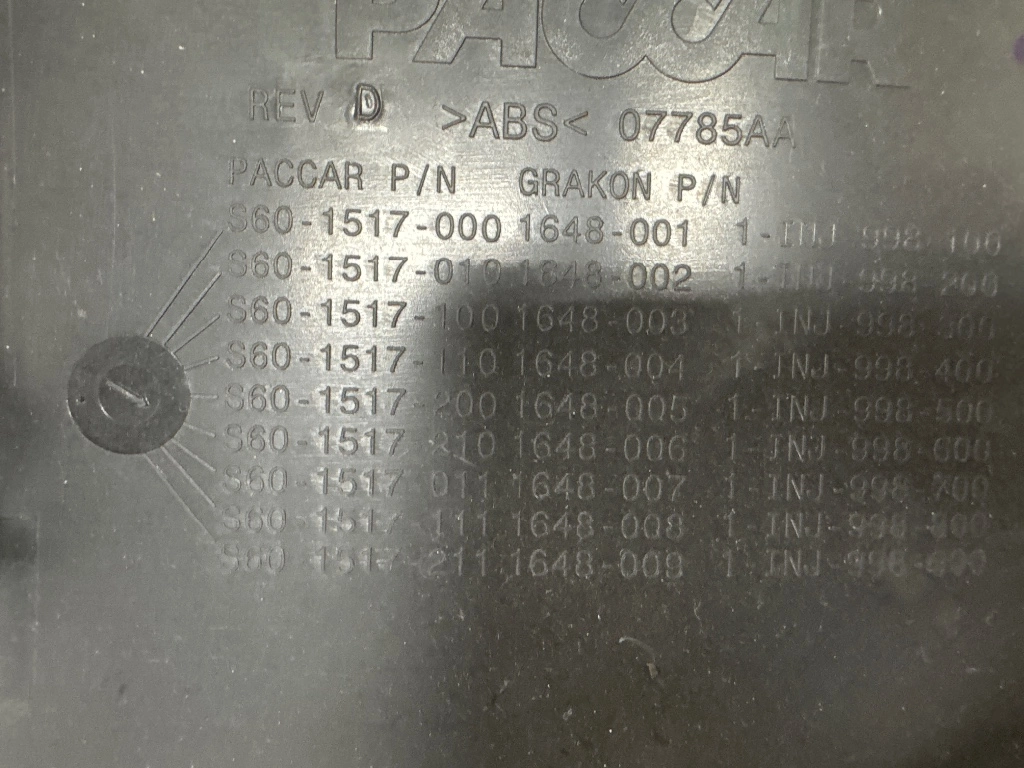 PACCAR
REV D >ABS< 07785AA
PACCAR P/N GRAKON P/N
S60-1517-000 1648-001 1-INJ-998-100
S60-1517-010 1648-002 1-INJ-998-200
S60-1517-100 1648-003 1-INJ-998-300
S60-1517-110 1648-004 1-INJ-998-400
S60-1517-200 1648-005 1-INJ-998-500
S60-1517-210 1648-006 1-INJ-998-600
S60-1517-011 1648-007 1-INJ-998-700
S60-1517-111 1648-008 1-INJ-998-800
S60-1517-211 1648-009 1-INJ-998-900